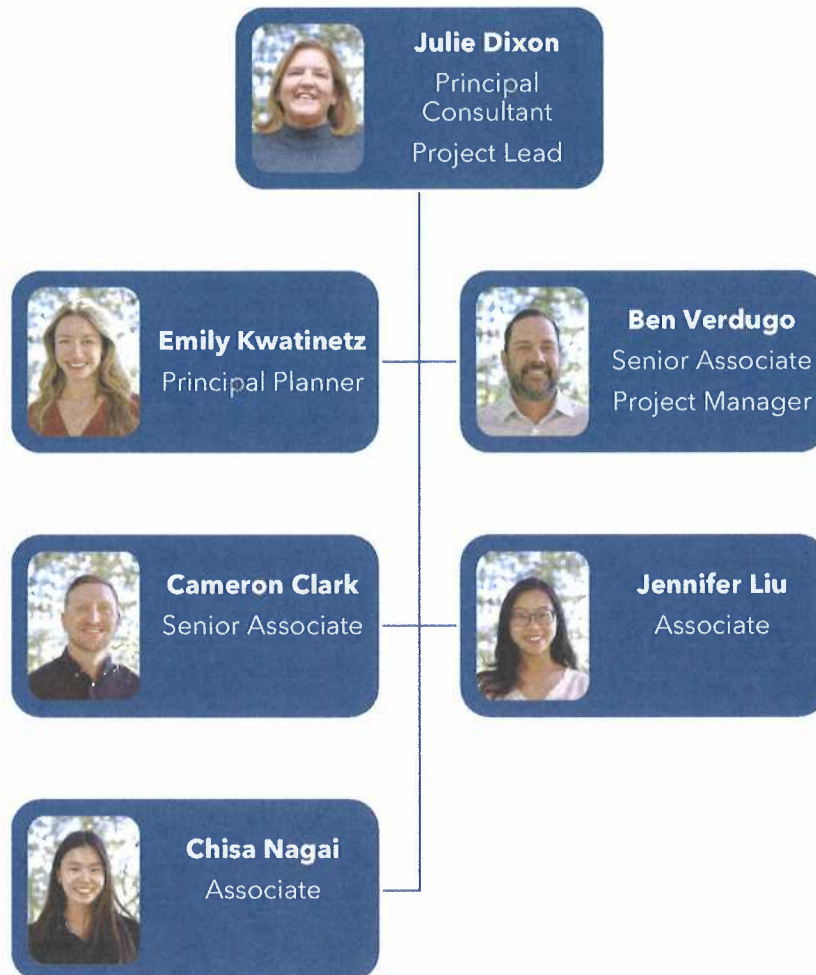 Julie Dixon
Principal
Consultant
Project Lead
Emily Kwatinetz
Principal Planner
Ben Verdugo
Senior Associate
Project Manager
Cameron Clark
Senior Associate
Jennifer Liu
Associate
Chisa Nagai
Associate